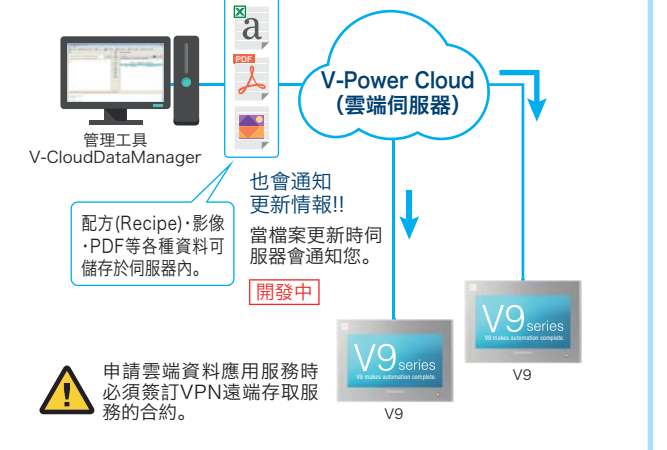 a
PDF
V-Power Cloud
(雲端伺服器)
管理工具
V-CloudDataManager
配方(Recipe)･影像
･PDF等各種資料可
儲存於伺服器內。
也會通知
更新情報!!
當檔案更新時伺
服器會通知您。
開發中
V9series
V9 makes automation complete.
V9
V9series
V9 makes automation complete.
V9
申請雲端資料應用服務時
必須簽訂VPN遠端存取服
務的合約。